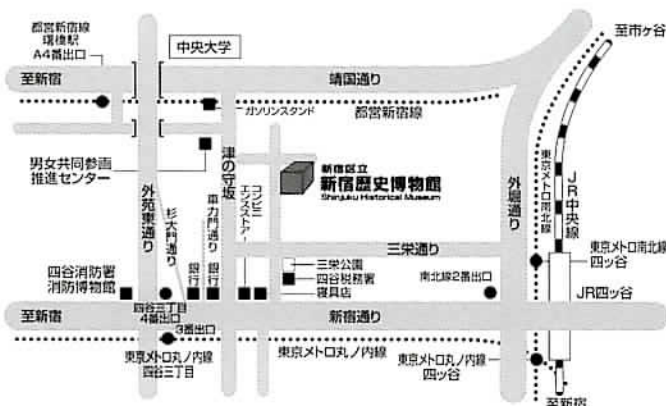 都営新宿線
曙橋駅
A4番出口
中央大学
至市ヶ谷
至新宿
靖国通り
ガソリンスタンド
都営新宿線
男女共同参画
推進センター
津の守坂
新宿区立
新宿歴史博物館
Shinjuku Historical Museum
外苑東通り
杉大門通り
車力門通り
コンビニ
エンスストアー
外堀通り
東京メトロ南北線
JR中央線
三栄通り
東京メトロ南北線
四ッ谷
四谷消防署
消防博物館
銀行
銀行
三栄公園
四谷税務署
寝具店
南北線2番出口
JR四ッ谷
四谷三丁目
4番出口
至新宿
新宿通り
3番出口
東京メトロ丸ノ内線
四谷三丁目
東京メトロ丸ノ内線
東京メトロ丸ノ内線
四ッ谷
至新宿